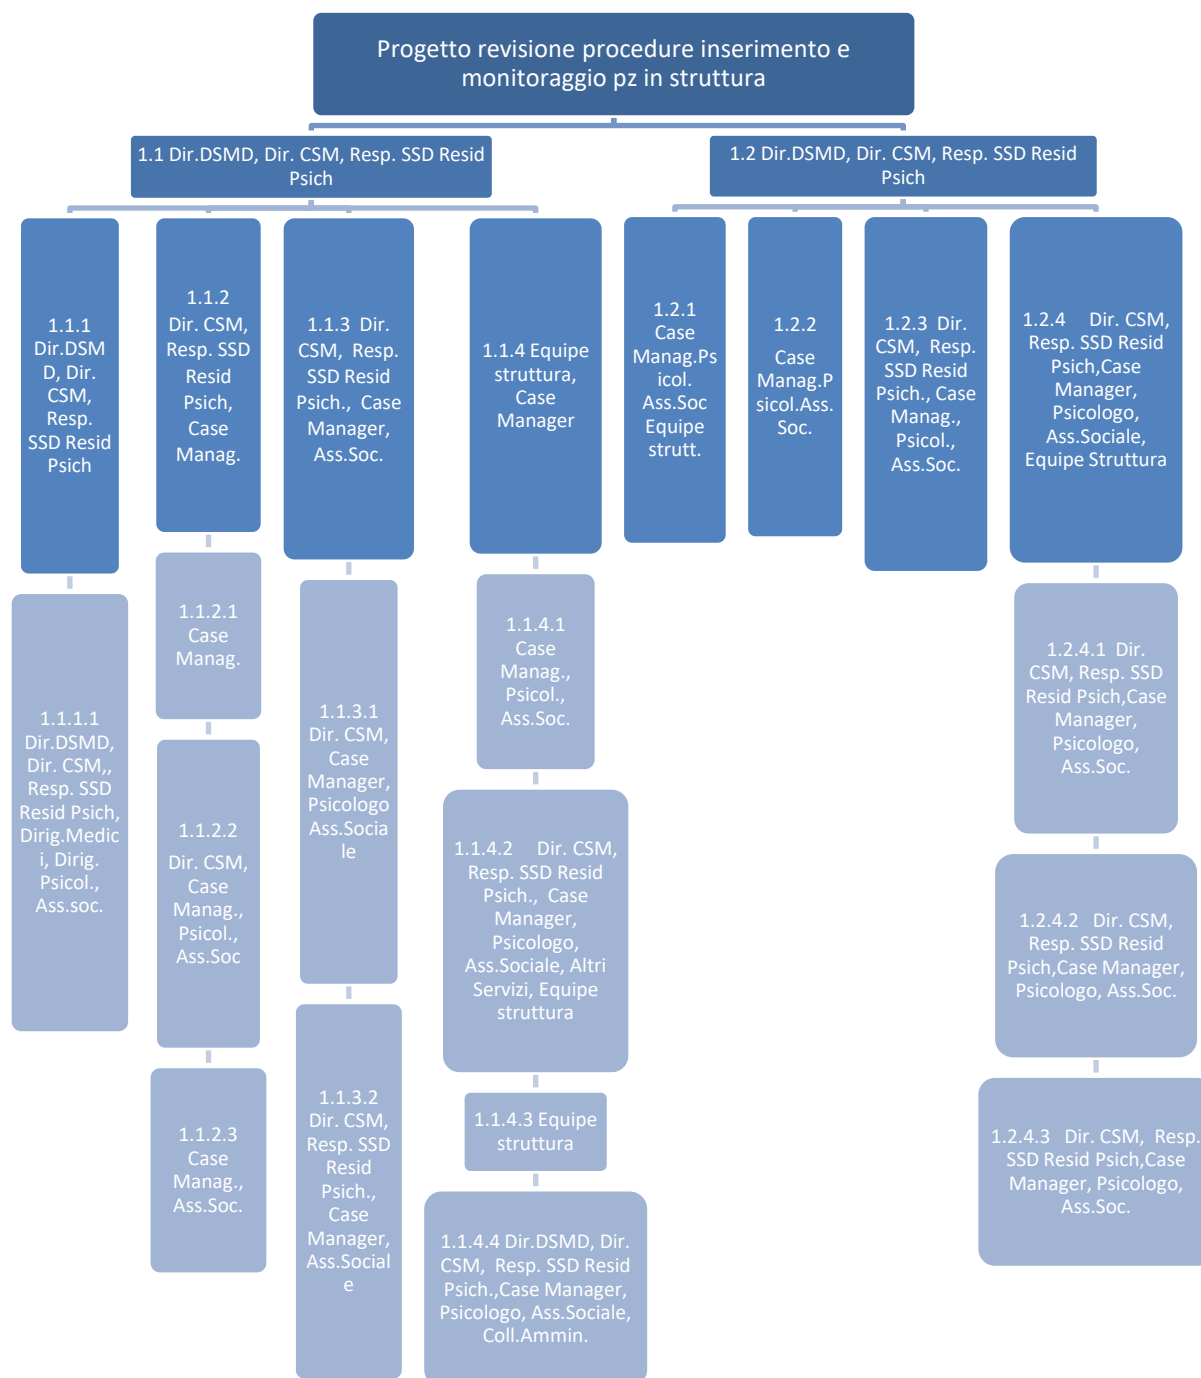 Progetto revisione procedure inserimento e
monitoraggio pz in struttura
1.1 Dir.DSMD, Dir. CSM, Resp. SSD Resid
Psich
1.2 Dir.DSMD, Dir. CSM, Resp. SSD Resid
Psich
1.1.1
Dir.DSM
D, Dir.
CSM,
Resp.
SSD Resid
Psich
1.1.2
Dir. CSM,
Resp. SSD
Resid
Psich,
Case
Manag.
1.1.3 Dir.
CSM, Resp.
SSD Resid
Psich., Case
Manager,
Ass.Soc.
1.1.4 Equipe
struttura,
Case
Manager
1.2.1
Case
Manag.Ps
icol.
Ass.Soc
Equipe
strutt.
1.2.2
Case
Manag.P
sicol.Ass.
Soc.
1.2.3 Dir.
CSM, Resp.
SSD Resid
Psich., Case
Manag.,
Psicol.,
Ass.Soc.
1.2.4 Dir. CSM,
Resp. SSD Resid
Psich,Case
Manager,
Psicologo,
Ass.Sociale,
Equipe Struttura
1.1.1.1
Dir.DSMD,
Dir. CSM,,
Resp. SSD
Resid Psich,
Dirig.Medic
i, Dirig.
Psicol.,
Ass.soc.
1.1.2.1
Case
Manag.
1.1.2.2
Dir. CSM,
Case
Manag.,
Psicol.,
Ass.Soc
1.1.2.3
Case
Manag.,
Ass.Soc.
1.1.3.1
Dir. CSM,
Case
Manager,
Psicologo
Ass.Socia
le
1.1.3.2
Dir. CSM,
Resp. SSD
Resid
Psich.,
Case
Manager,
Ass.Social
e
1.1.4.1
Case
Manag.,
Psicol.,
Ass.Soc.
1.1.4.2 Dir. CSM,
Resp. SSD Resid
Psich., Case
Manager,
Psicologo,
Ass.Sociale, Altri
Servizi, Equipe
struttura
1.1.4.3 Equipe
struttura
1.1.4.4 Dir.DSMD, Dir.
CSM, Resp. SSD Resid
Psich.,Case Manager,
Psicologo, Ass.Sociale,
Coll.Ammin.
1.2.4.1 Dir.
CSM, Resp. SSD
Resid Psich,Case
Manager,
Psicologo,
Ass.Soc.
1.2.4.2 Dir. CSM,
Resp. SSD Resid
Psich,Case Manager,
Psicologo, Ass.Soc.
1.2.4.3 Dir. CSM, Resp.
SSD Resid Psich,Case
Manager, Psicologo,
Ass.Soc.